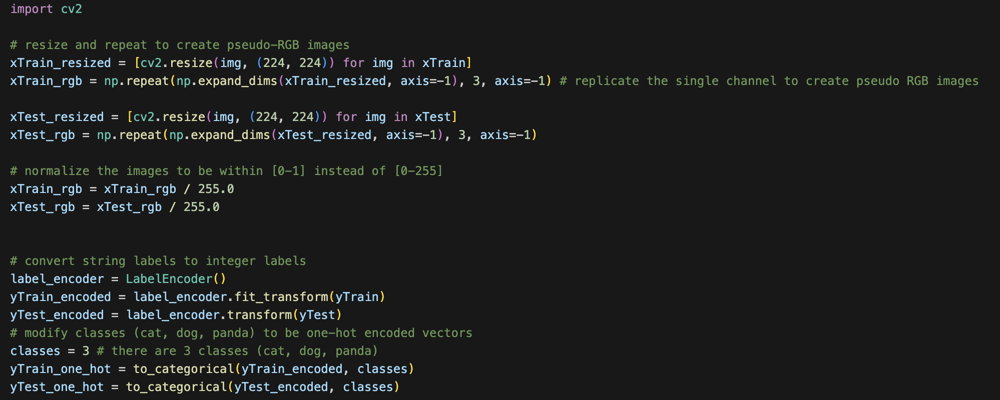 import cv2
# resize and repeat to create pseudo-RGB images
xTrain_resized = [cv2.resize(img, (224, 224)) for img in xTrain]
xTrain_rgb = np.repeat(np.expand_dims(xTrain_resized, axis=-1), 3, axis=-1) # replicate the single channel to create pseudo RGB images
xTest_resized = [cv2.resize(img, (224, 224)) for img in xTest]
xTest_rgb = np.repeat(np.expand_dims(xTest_resized, axis=-1), 3, axis=-1)
# normalize the images to be within [0-1] instead of [0-255]
xTrain_rgb = xTrain_rgb / 255.0
xTest_rgb = xTest_rgb / 255.0
# convert string labels to integer labels
label_encoder = LabelEncoder()
yTrain_encoded = label_encoder.fit_transform(yTrain)
yTest_encoded = label_encoder.transform(yTest)
# modify classes (cat, dog, panda) to be one-hot encoded vectors
classes = 3 # there are 3 classes (cat, dog, panda)
yTrain_one_hot = to_categorical(yTrain_encoded, classes)
yTest_one_hot = to_categorical(yTest_encoded, classes)